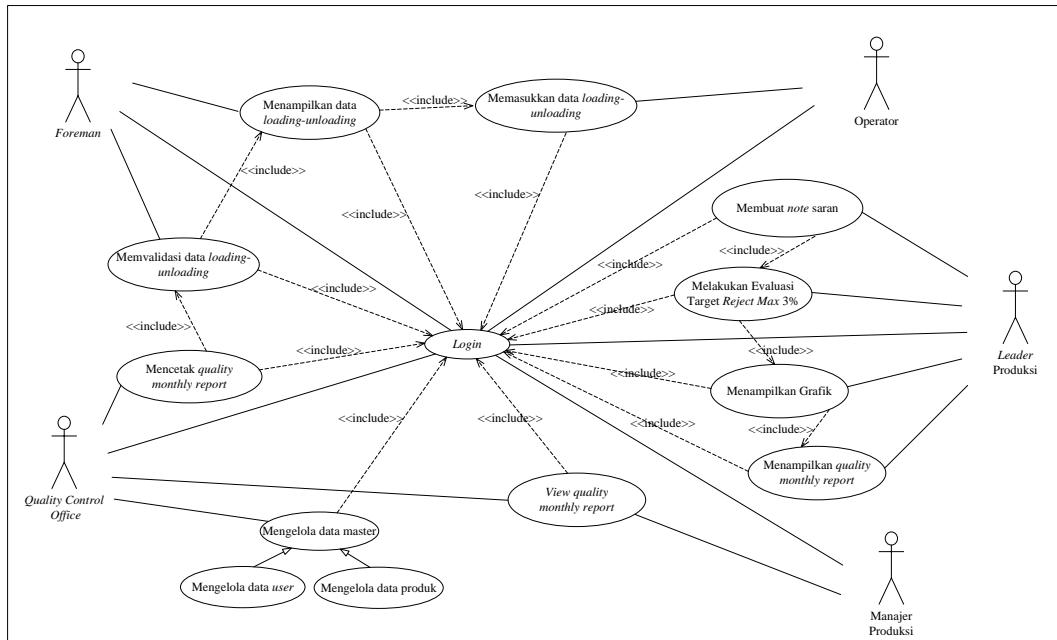 Foreman
Menampilkan data
loading-unloading
<<include>>
Memasukkan data loading-
unloading
Operator
<<include>>
<<include>>
<<include>>
Membuat note saran
<<include>>
<<include>>
Memvalidasi data loading-
unloading
Melakukan Evaluasi
Target Reject Max 3%
<<include>>
<<include>>
<<include>>
Login
Leader
Produksi
<<include>>
<<include>>
Mencetak quality
monthly report
<<include>>
Menampilkan Grafik
<<include>>
<<include>>
<<include>>
<<include>>
<<include>>
Menampilkan quality
monthly report
Quality Control
Office
View quality
monthly report
Mengelola data master
Mengelola data user
Mengelola data produk
Manajer
Produksi